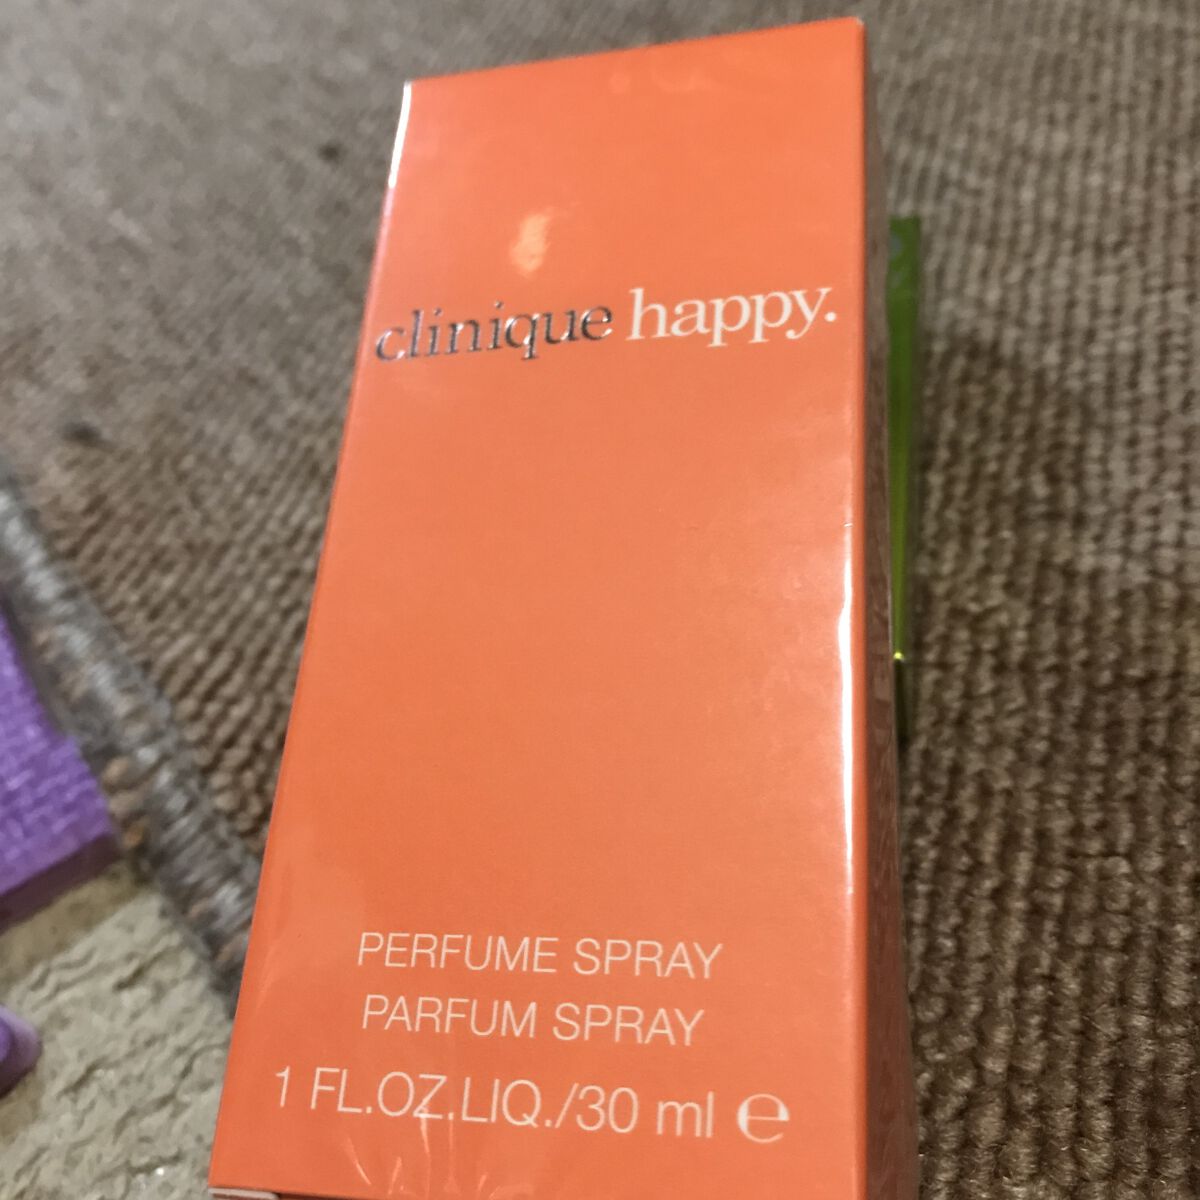 clinique happy.
PERFUME SPRAY
PARFUM SPRAY
1 FL.OZ.LIQ./30 ml ℮